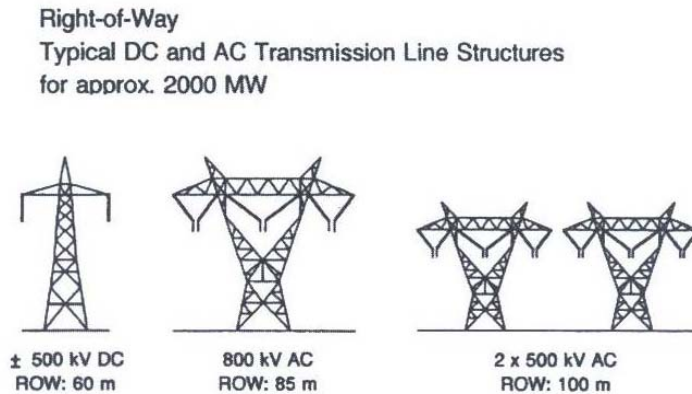 Right-of-Way
Typical DC and AC Transmission Line Structures
for approx. 2000 MW
± 500 kV DC
ROW: 60 m
800 kV AC
ROW: 85 m
2 x 500 kV AC
ROW: 100 m